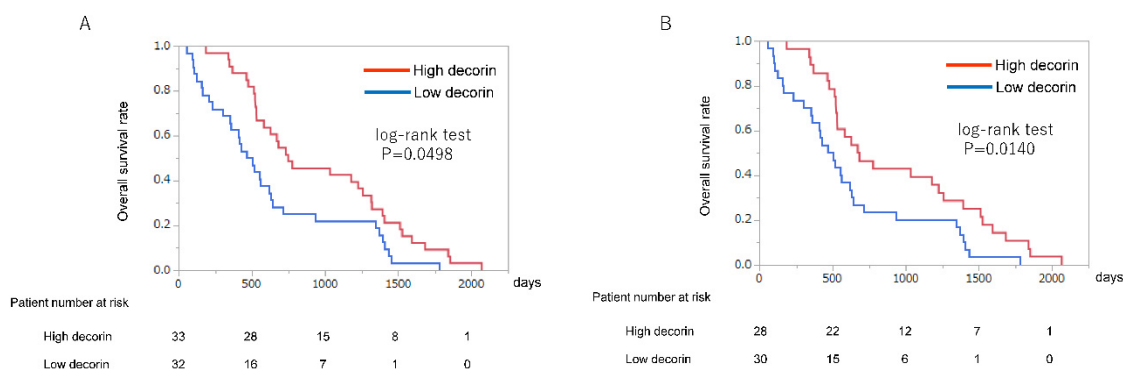 A
Overall survival rate
1.0
0.8
0.6
0.4
0.2
0.0
High decorin
Low decorin
log-rank test
P=0.0498
0 500 1000 1500 2000 days
Patient number at risk
High decorin 33 28 15 8 1
Low decorin 32 16 7 1 0
B
Overall survival rate
1.0
0.8
0.6
0.4
0.2
0.0
High decorin
Low decorin
log-rank test
P=0.0140
0 500 1000 1500 2000 days
Patient number at risk
High decorin 28 22 12 7 1
Low decorin 30 15 6 1 0